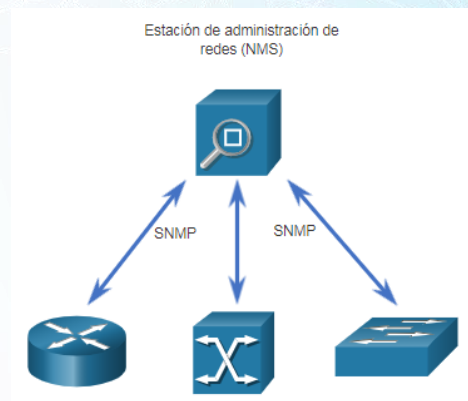 Estación de administración de
redes (NMS)
SNMP
SNMP